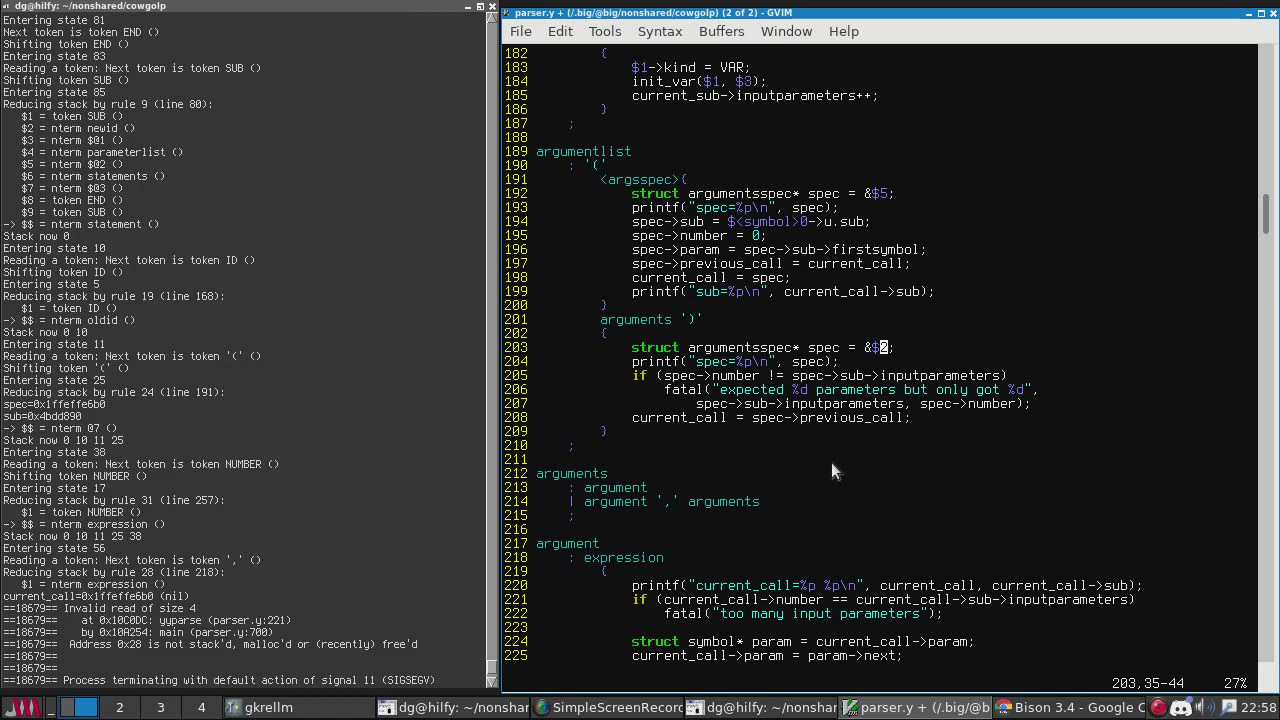 dg@hilfy: ~/nonshared/cowgolp
Entering state 81
Next token is token END ()
Shifting token END ()
Entering state 83
Reading a token: Next token is token SUB ()
Shifting token SUB ()
Entering state 85
Reducing stack by rule 9 (line 80):
$1 = token SUB ()
$2 = nterm newid ()
$3 = nterm $@1 ()
$4 = nterm parameterlist ()
$5 = nterm $@2 ()
$6 = nterm statements ()
$7 = nterm $@3 ()
$8 = token END ()
$9 = token SUB ()
-> $$ = nterm statement ()
Stack now 0
Entering state 10
Reading a token: Next token is token ID ()
Shifting token ID ()
Entering state 5
Reducing stack by rule 19 (line 168):
$1 = token ID ()
-> $$ = nterm oldid ()
Stack now 0 10
Entering state 11
Reading a token: Next token is token '(' ()
Shifting token '(' ()
Entering state 25
Reducing stack by rule 24 (line 191):
spec=0x1ffeffe6b0
sub=0x4bdd090
-> $$ = nterm @7 ()
Stack now 0 10 11 25
Entering state 38
Reading a token: Next token is token NUMBER ()
Shifting token NUMBER ()
Entering state 17
Reducing stack by rule 31 (line 257):
$1 = token NUMBER ()
-> $$ = nterm expression ()
Stack now 0 10 11 25 38
Entering state 56
Reading a token: Next token is token ',' ()
Reducing stack by rule 28 (line 218):
$1 = nterm expression ()
current_call=0x1ffeffe6b0 (nil)
==18679== Invalid read of size 4
==18679==    at 0x10C0DC: yyparse (parser.y:221)
==18679==    by 0x10A254: main (parser.y:700)
==18679==  Address 0x28 is not stack'd, malloc'd or (recently) free'd
==18679==
==18679==
==18679== Process terminating with default action of signal 11 (SIGSEGV)
parser.y + (/.big/@big/nonshared/cowgolp) (2 of 2) - GVIM
File Edit Tools Syntax Buffers Window Help
182 {
183 $1->kind = VAR;
184 init_var($1, $3);
185 current_sub->inputparameters++;
186 }
187 ;
188
189 argumentlist
190 : '('
191 <argsspec>{
192 struct argumentsspec* spec = &$5;
193 printf("spec=%p\n", spec);
194 spec->sub = $<symbol>0->u.sub;
195 spec->number = 0;
196 spec->param = spec->sub->firstsymbol;
197 spec->previous_call = current_call;
198 current_call = spec;
199 printf("sub=%p\n", current_call->sub);
200 }
201 arguments ')'
202 {
203 struct argumentsspec* spec = &$2;
204 printf("spec=%p\n", spec);
205 if (spec->number != spec->sub->inputparameters)
206 fatal("expected %d parameters but only got %d",
207 spec->sub->inputparameters, spec->number);
208 current_call = spec->previous_call;
209 }
210 ;
211
212 arguments
213 : argument
214 | argument ',' arguments
215 ;
216
217 argument
218 : expression
219 {
220 printf("current_call=%p %p\n", current_call, current_call->sub);
221 if (current_call->number == current_call->sub->inputparameters)
222 fatal("too many input parameters");
223
224 struct symbol* param = current_call->param;
225 current_call->param = param->next;
203,35-44 27%
2 3 4 gkrellm dg@hilfy: ~/nonshar SimpleScreenRecord dg@hilfy: ~/nonshar parser.y + (/.big/@b Bison 3.4 - Google C 22:58